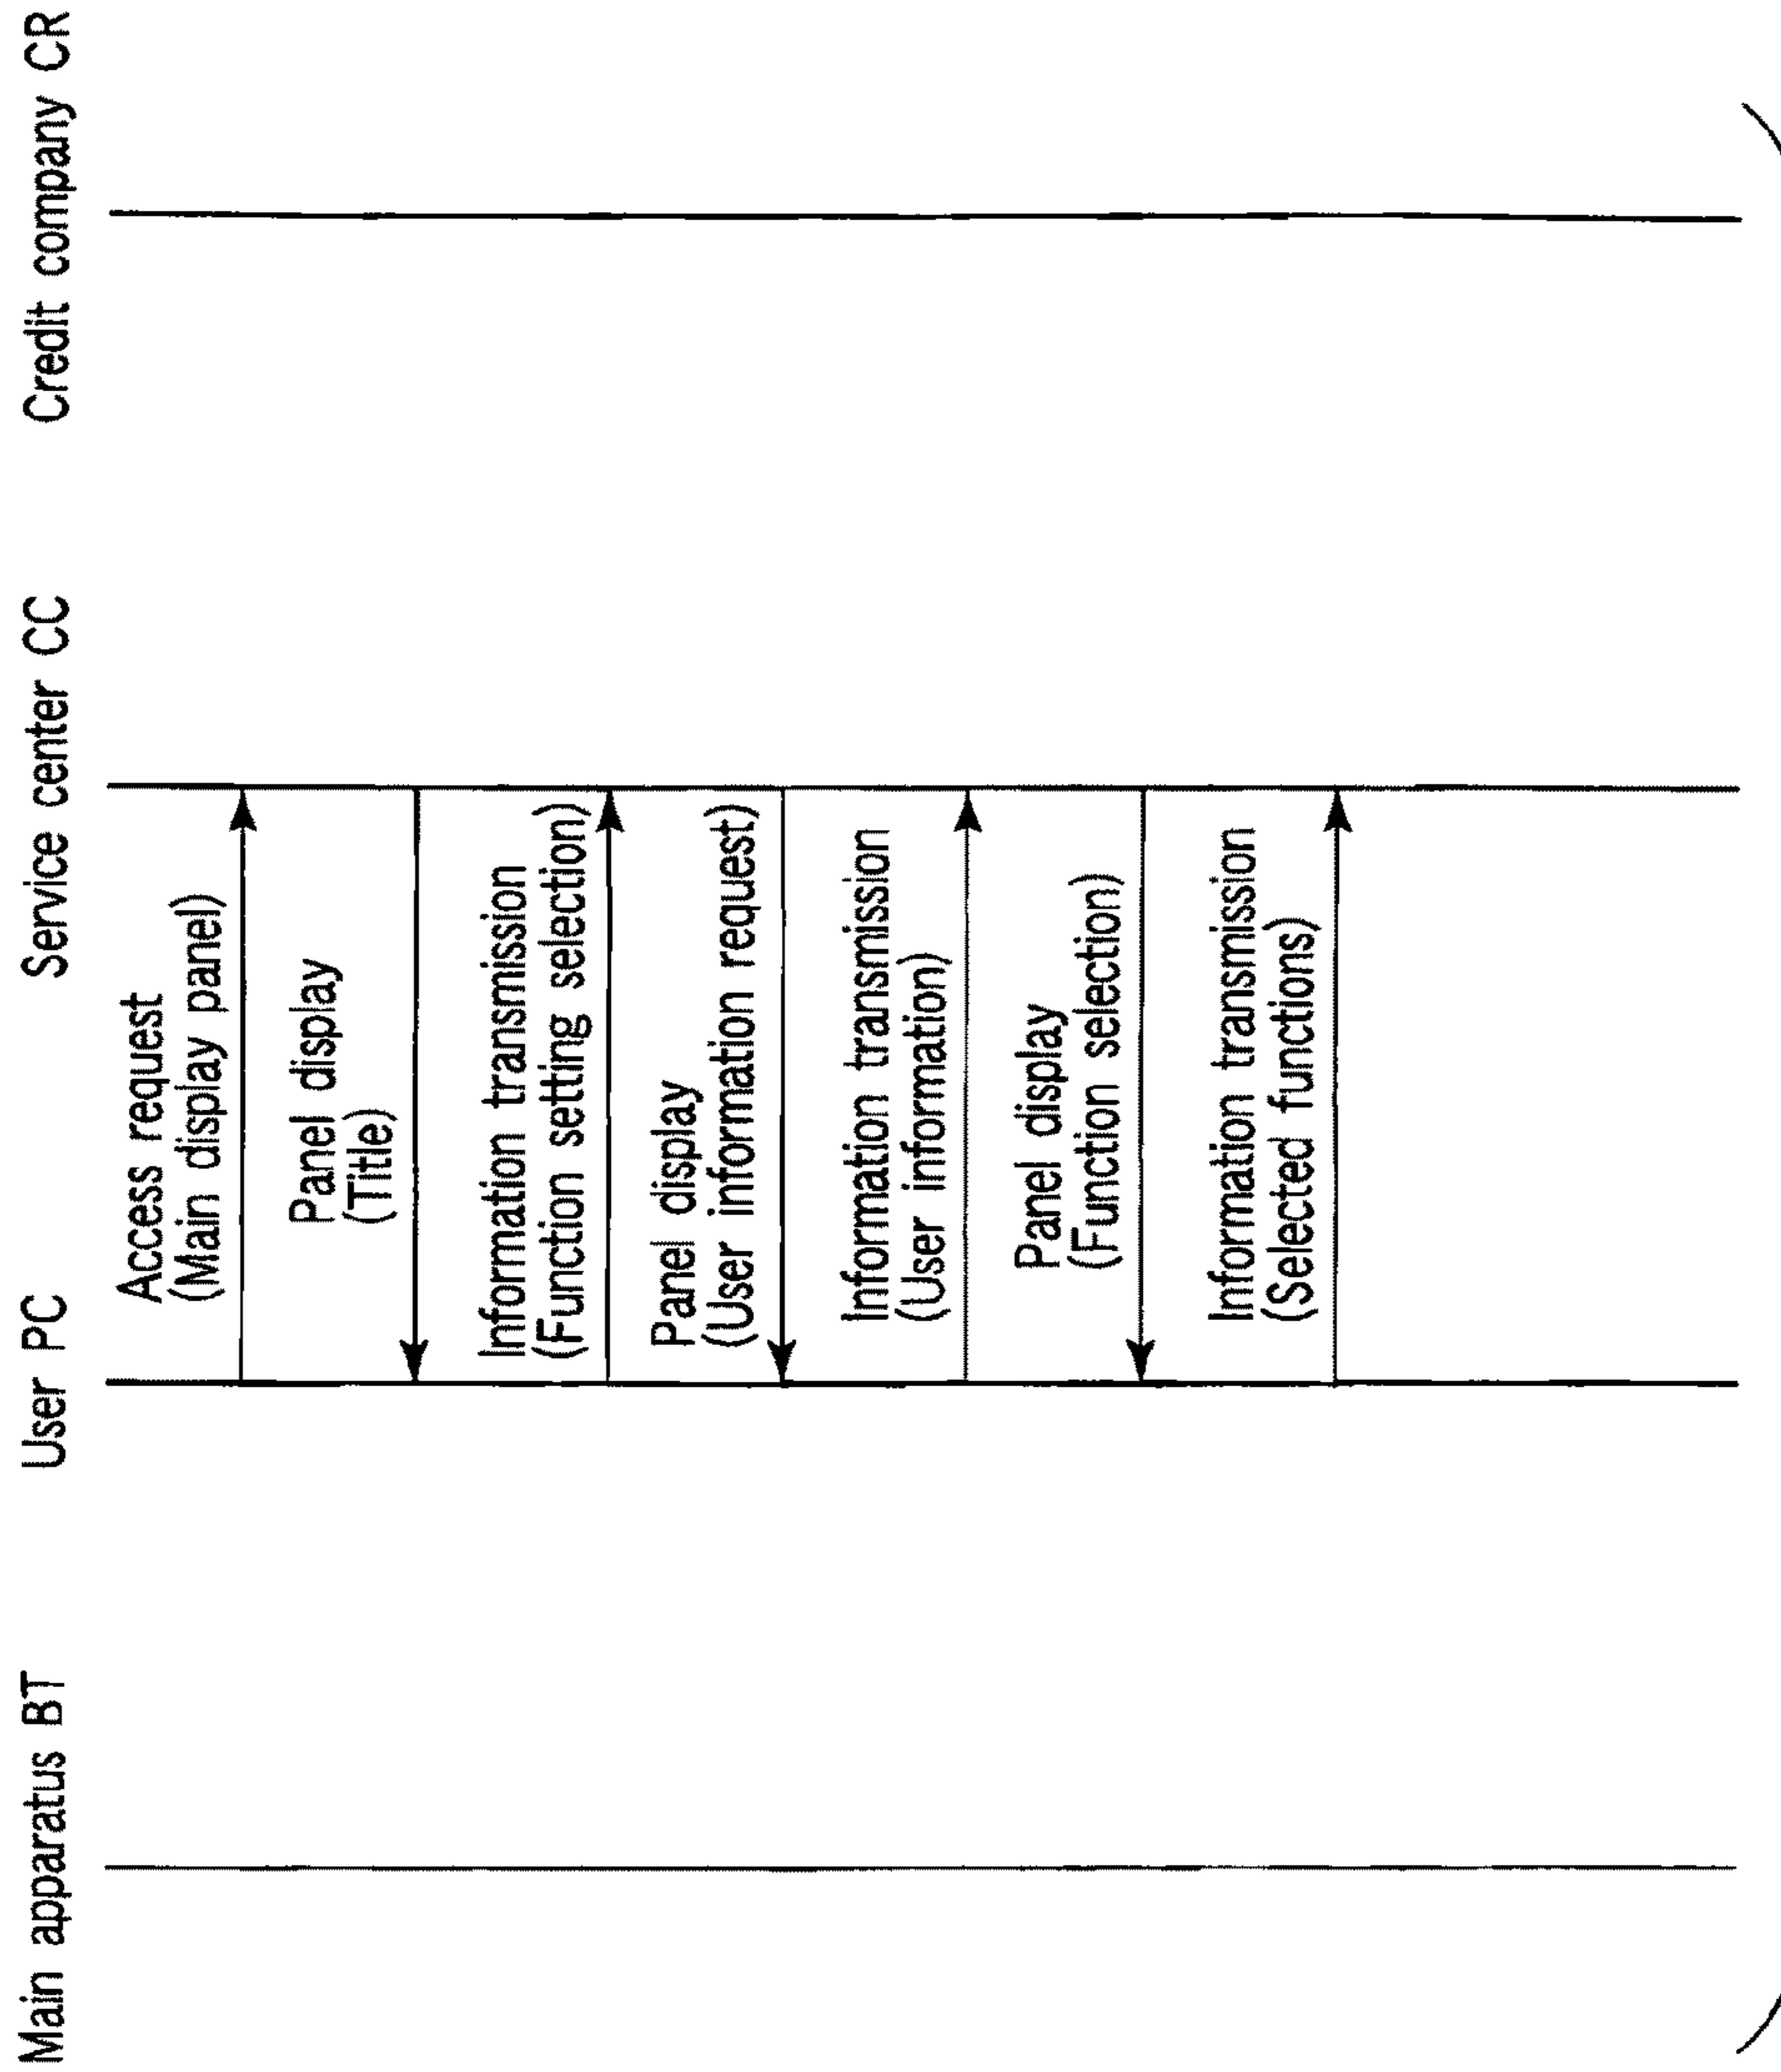 Main apparatus BT
User PC
Service center CC
Credit company CR
Access request
(Main display panel)
Panel display
(Title)
Information transmission
(Function setting selection)
Panel display
(User information request)
Information transmission
(User information)
Panel display
(Function selection)
Information transmission
(Selected functions)